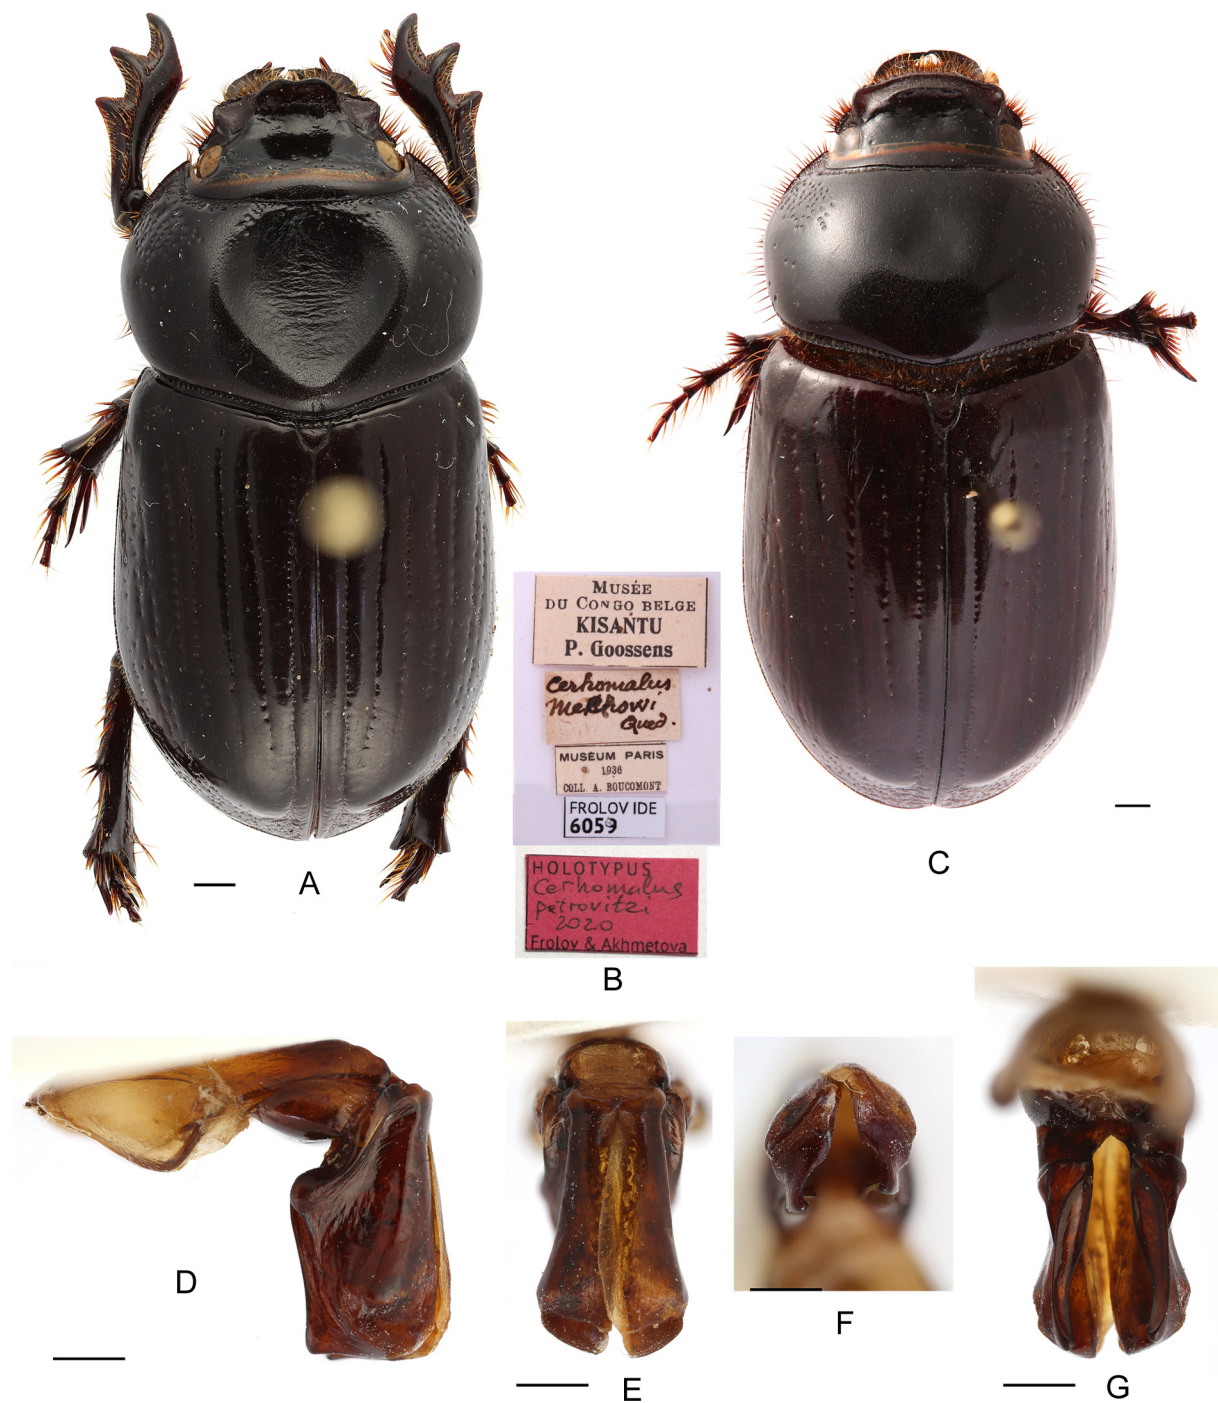 A
MUSÉE
DU CONGO BELGE
KISANTU
P. Goossens
Cerhomalus
Mechowi
Qued.
MUSÉUM PARIS
1936
COLL. A. BOUCOMONT
FROLOV IDE
6059
HOLOTYPUS
Cerhomalus
petrovitzi
2020
Frolov & Akhmetova
B
C
D
E
F
G